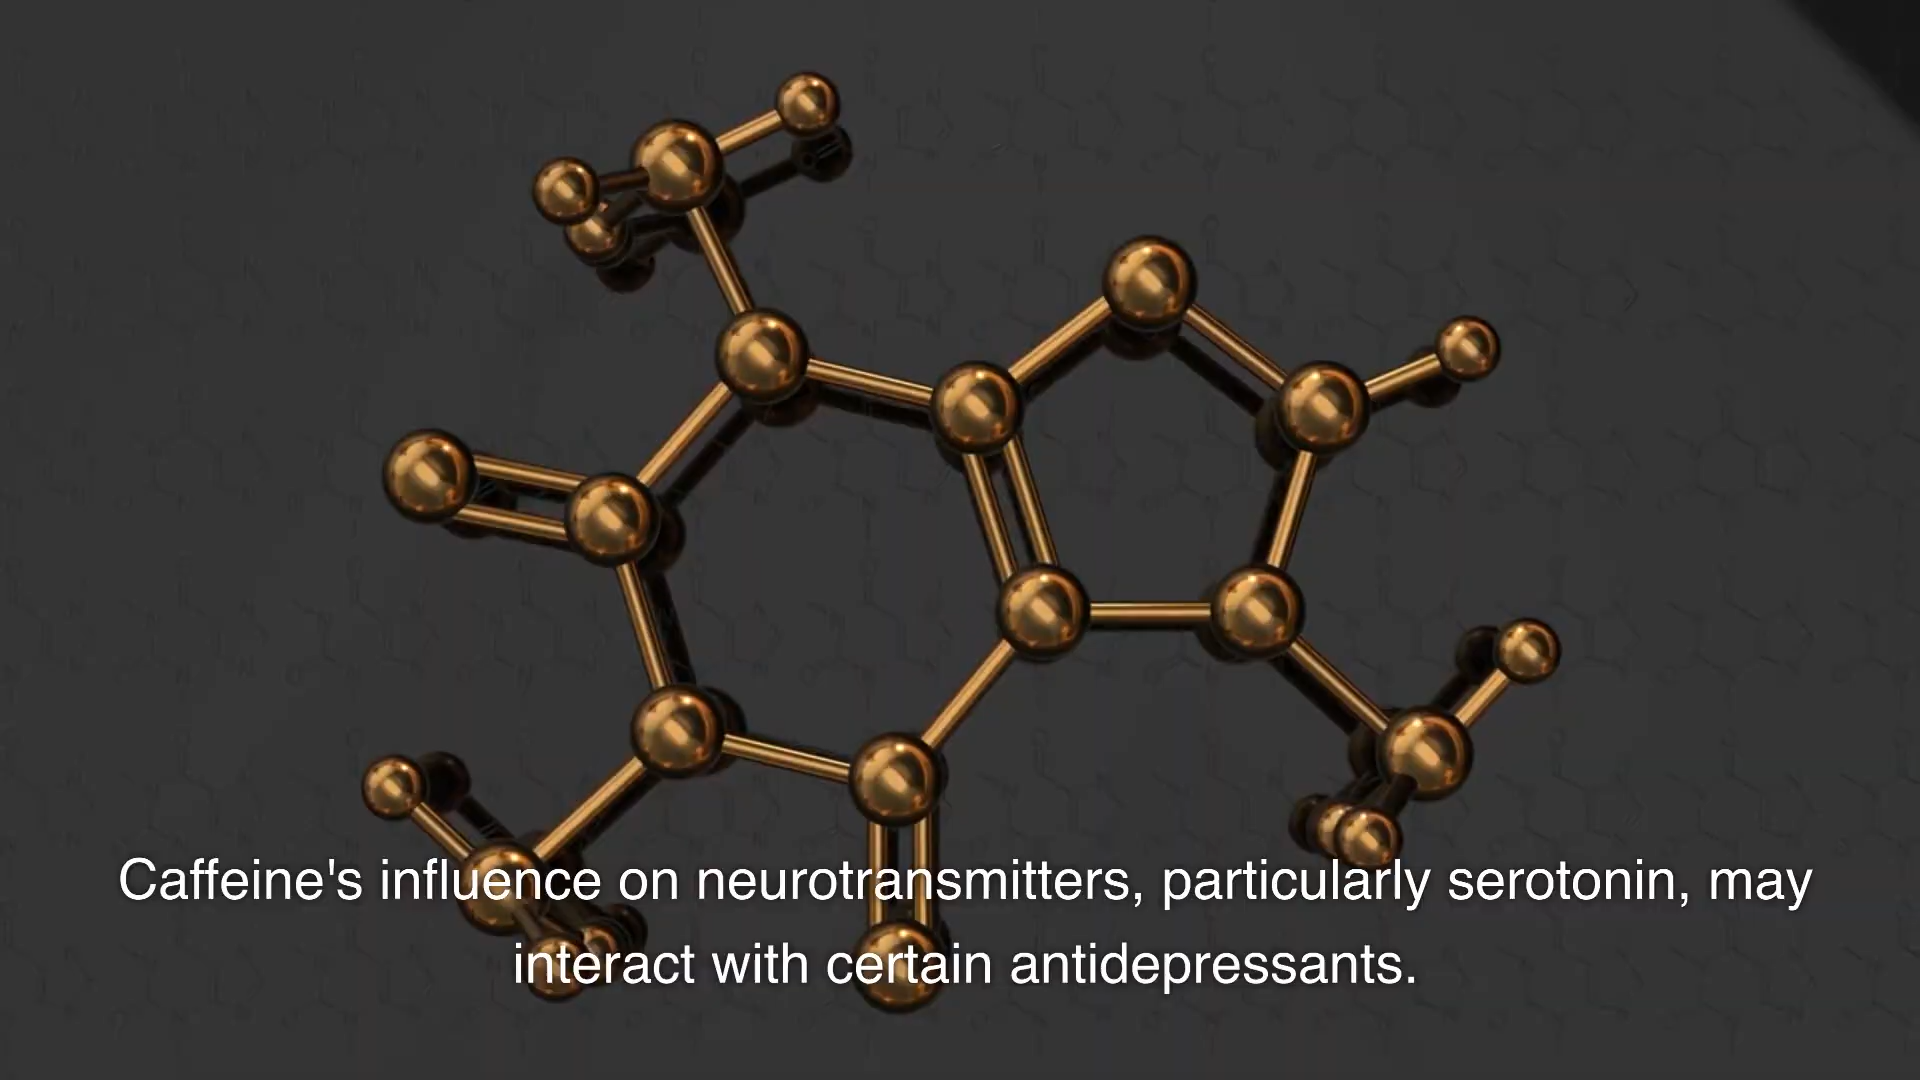 Caffeine's influence on neurotransmitters, particularly serotonin, may
interact with certain antidepressants.